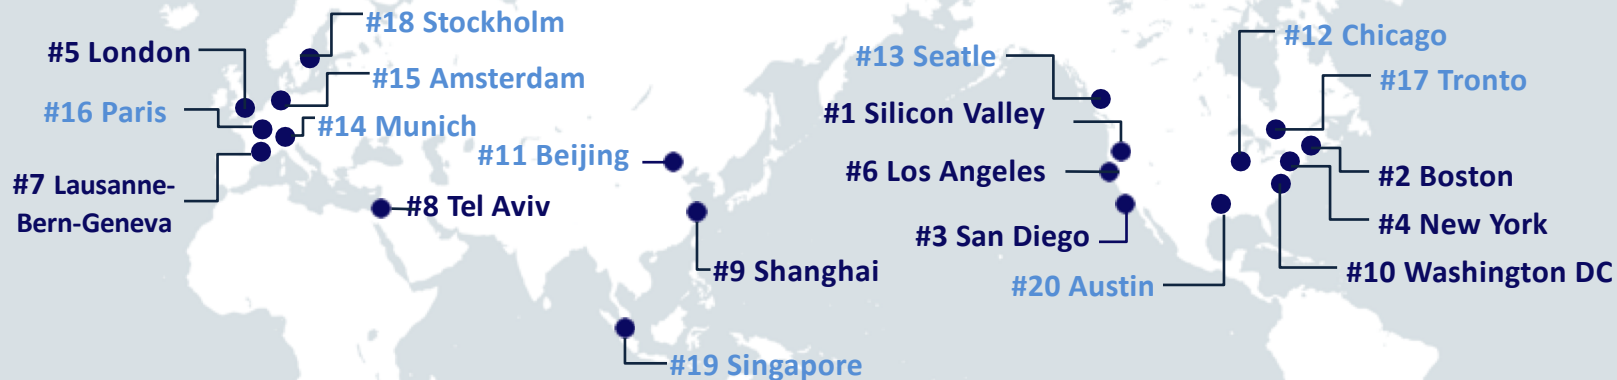 #18 Stockholm
#5 London
#15 Amsterdam
#16 Paris
#14 Munich
#11 Beijing
#7 Lausanne-
Bern-Geneva
#8 Tel Aviv
#9 Shanghai
#19 Singapore
#13 Seatle
#1 Silicon Valley
#6 Los Angeles
#3 San Diego
#20 Austin
#12 Chicago
#17 Tronto
#2 Boston
#4 New York
#10 Washington DC